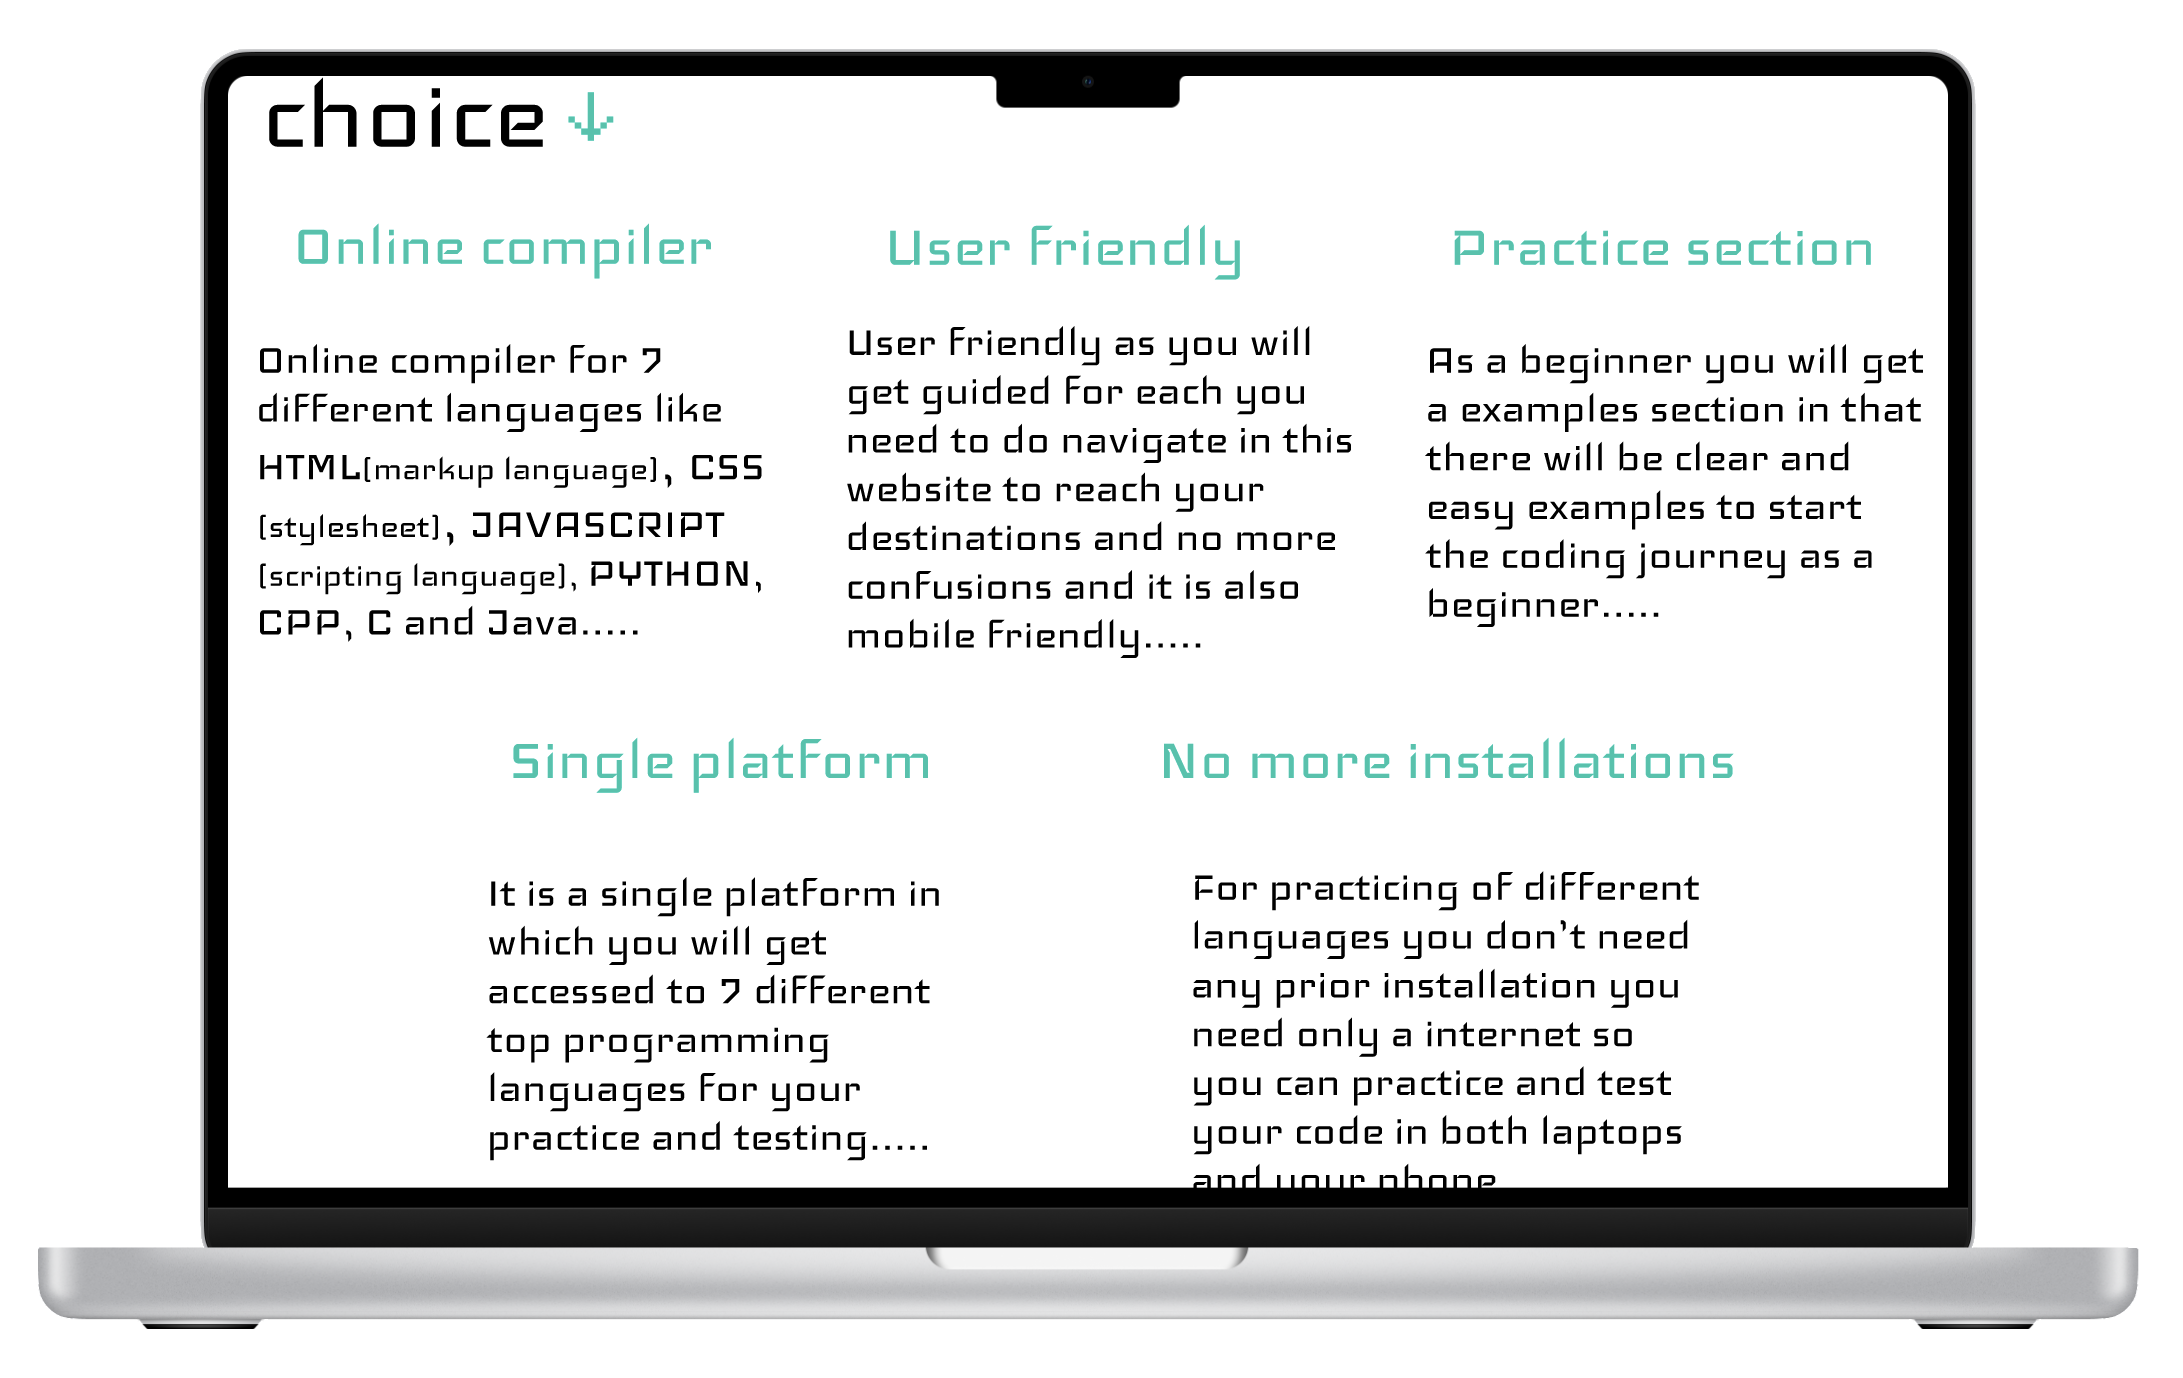 choice
Online compiler
User friendly
Practice section
Online compiler for 7
different languages like
HTML[markup language], CSS
[stylesheet], JAVASCRIPT
[scripting language], PYTHON,
CPP, C and Java.....
User friendly as you will
get guided for each you
need to do navigate in this
website to reach your
destinations and no more
confusions and it is also
mobile friendly.....
As a beginner you will get
a examples section in that
there will be clear and
easy examples to start
the coding journey as a
beginner.....
Single platform
No more installations
It is a single platform in
which you will get
accessed to 7 different
top programming
languages for your
practice and testing.....
For practicing of different
languages you don't need
any prior installation you
need only a internet so
you can practice and test
your code in both laptops
and your phone